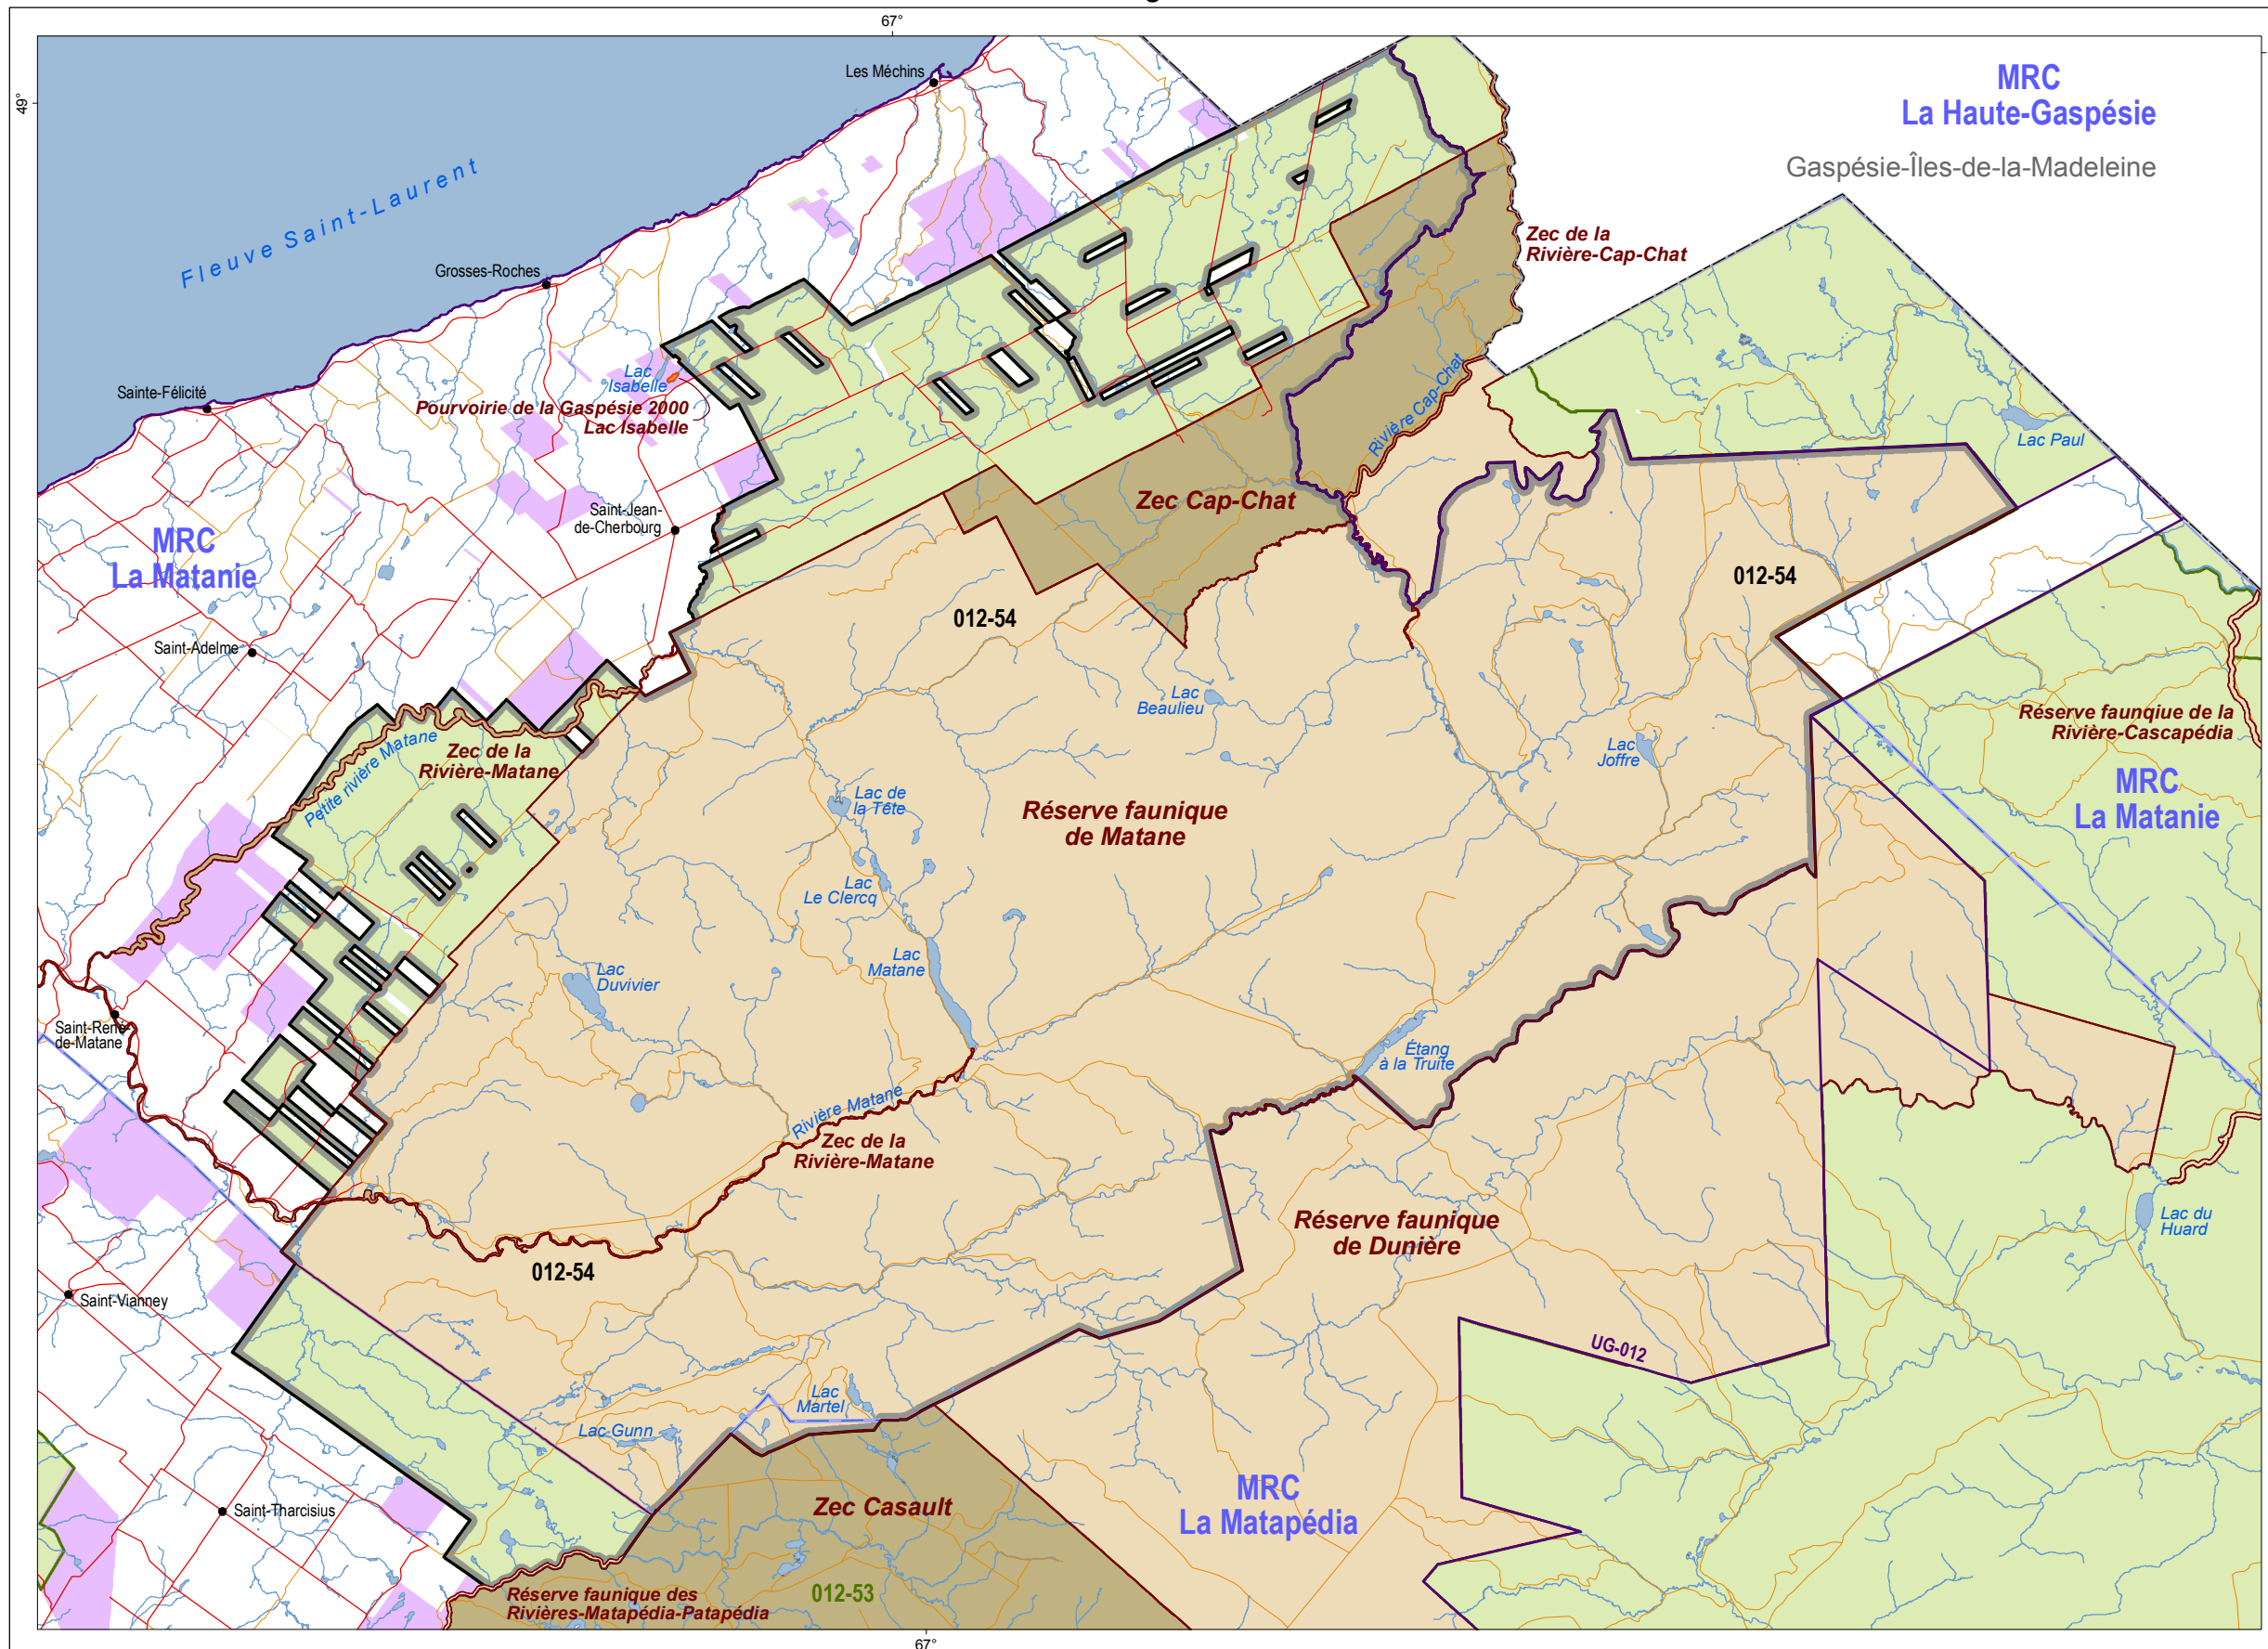 67°
49°
Les Méchins
MRC
La Haute-Gaspésie
Gaspésie-Îles-de-la-Madeleine
Fleuve Saint-Laurent
Grosses-Roches
Zec de la
Rivière-Cap-Chat
Sainte-Félicité
Lac
Isabelle
Pourvoirie de la Gaspésie 2000
Lac Isabelle
Rivière Cap-Chat
Lac Paul
Zec Cap-Chat
Saint-Jean-
de-Cherbourg
MRC
La Matanie
012-54
012-54
Saint-Adelme
Lac
Beaulieu
Réserve faunqiue de la
Rivière-Cascapédia
Petite rivière Matane
Zec de la
Rivière-Matane
Lac
Joffre
MRC
La Matanie
Lac de
la Tête
Réserve faunique
de Matane
Lac
Le Clercq
Lac
Matane
Lac
Duvivier
Saint-René-
de-Matane
Étang
à la Truite
Rivière Matane
Zec de la
Rivière-Matane
Réserve faunique
de Dunière
Lac du
Huard
012-54
Saint-Vianney
UG-012
Lac
Martel
Lac Gunn
MRC
La Matapédia
Zec Casault
Saint-Tharcisius
012-53
Réserve faunique des
Rivières-Matapédia-Patapédia
67°